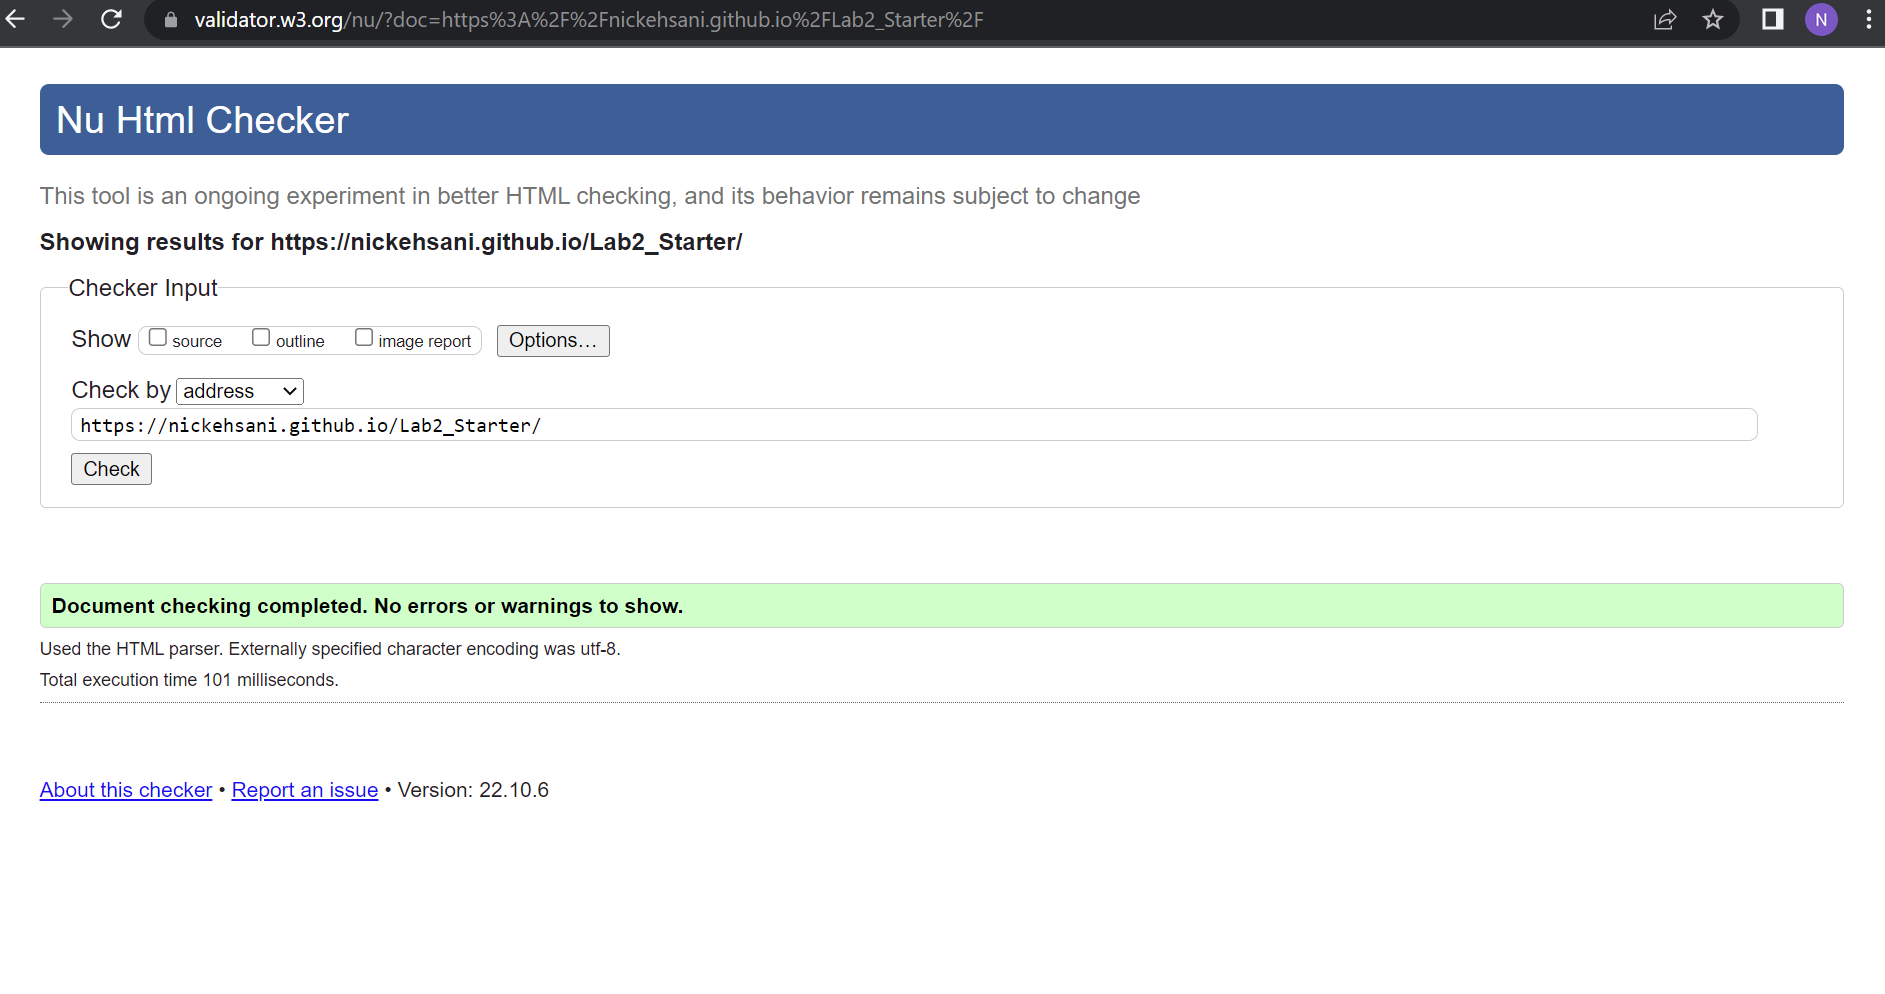 validator.w3.org/nu/?doc=https%3A%2F%2Fnickehsani.github.io%2FLab2_Starter%2F
N
Nu Html Checker
This tool is an ongoing experiment in better HTML checking, and its behavior remains subject to change
Showing results for https://nickehsani.github.io/Lab2_Starter/
Checker Input
Show source outline image report Options...
Check by address
https://nickehsani.github.io/Lab2_Starter/
Check
Document checking completed. No errors or warnings to show.
Used the HTML parser. Externally specified character encoding was utf-8.
Total execution time 101 milliseconds.
About this checker • Report an issue • Version: 22.10.6